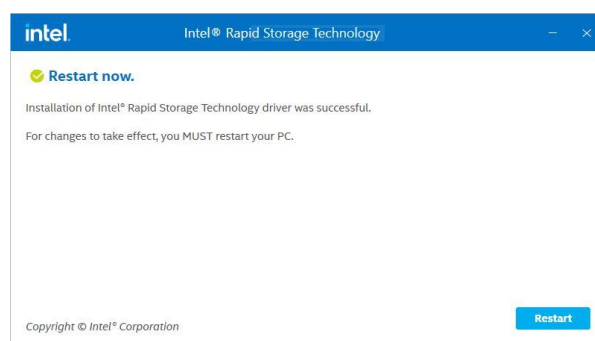 intel.
Intel® Rapid Storage Technology
Restart now.
Installation of Intel® Rapid Storage Technology driver was successful.
For changes to take effect, you MUST restart your PC.
Restart
Copyright © Intel® Corporation